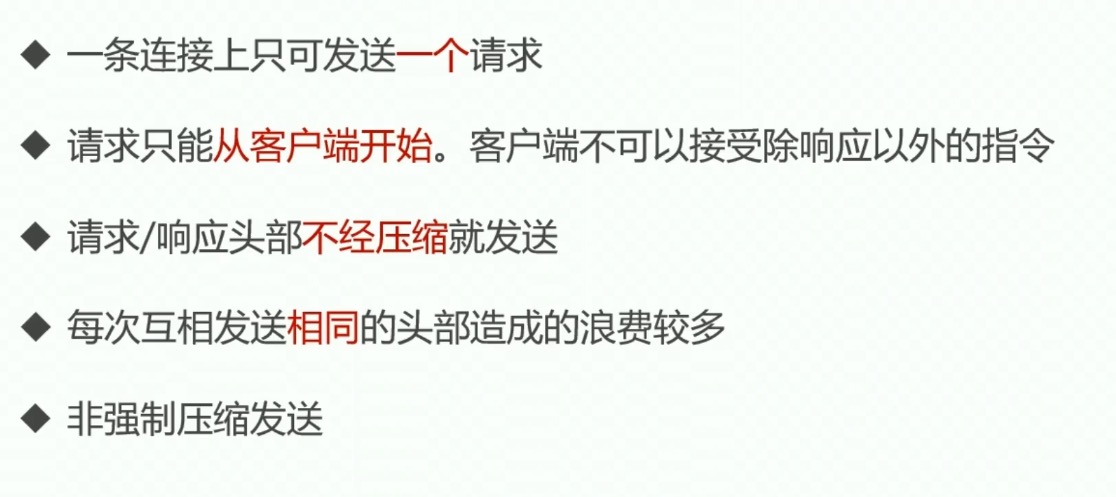 ◆ 一条连接上只可发送一个请求
◆ 请求只能从客户端开始。客户端不可以接受除响应以外的指令
◆ 请求/响应头部不经压缩就发送
◆ 每次互相发送相同的头部造成的浪费较多
◆ 非强制压缩发送